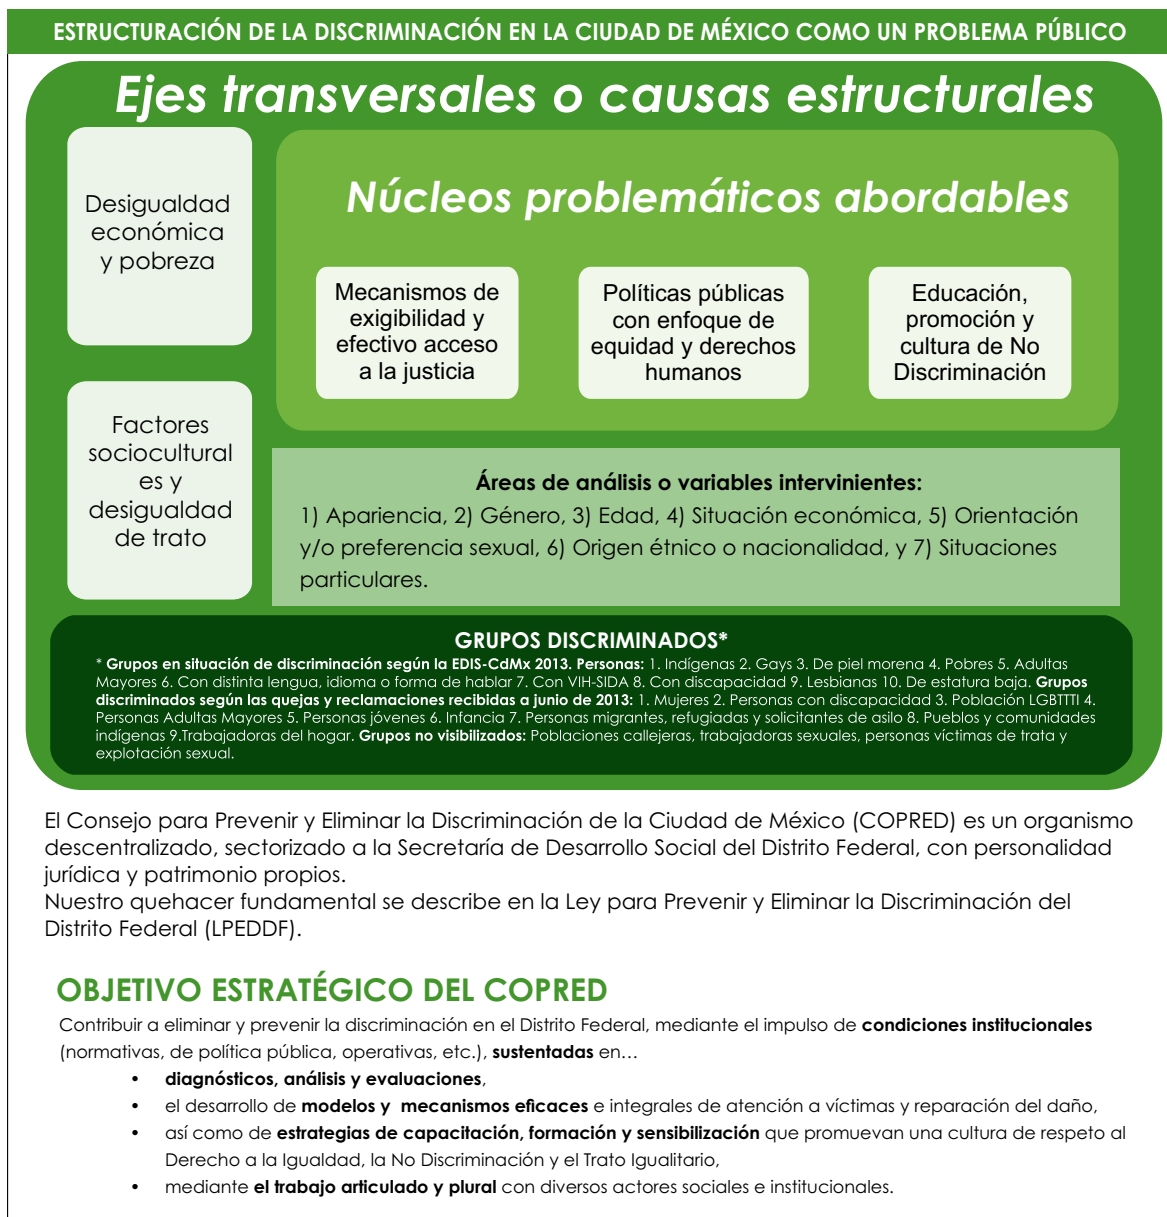 ESTRUCTURACIÓN DE LA DISCRIMINACIÓN EN LA CIUDAD DE MÉXICO COMO UN PROBLEMA PÚBLICO
Ejes transversales o causas estructurales
Desigualdad
económica
y pobreza
Núcleos problemáticos abordables
Mecanismos de
exigibilidad y
efectivo acceso
a la justicia
Políticas públicas
con enfoque de
equidad y derechos
humanos
Educación,
promoción y
cultura de No
Discriminación
Factores
sociocultural
es y
desigualdad
de trato
Áreas de análisis o variables intervinientes:
1) Apariencia, 2) Género, 3) Edad, 4) Situación económica, 5) Orientación
y/o preferencia sexual, 6) Origen étnico o nacionalidad, y 7) Situaciones
particulares.
GRUPOS DISCRIMINADOS*
* Grupos en situación de discriminación según la EDIS-CdMx 2013. Personas: 1. Indígenas 2. Gays 3. De piel morena 4. Pobres 5. Adultas
Mayores 6. Con distinta lengua, idioma o forma de hablar 7. Con VIH-SIDA 8. Con discapacidad 9. Lesbianas 10. De estatura baja. Grupos
discriminados según las quejas y reclamaciones recibidas a junio de 2013: 1. Mujeres 2. Personas con discapacidad 3. Población LGBTTTI 4.
Personas Adultas Mayores 5. Personas jóvenes 6. Infancia 7. Personas migrantes, refugiadas y solicitantes de asilo 8. Pueblos y comunidades
indígenas 9.Trabajadoras del hogar. Grupos no visibilizados: Poblaciones callejeras, trabajadoras sexuales, personas víctimas de trata y
explotación sexual.
El Consejo para Prevenir y Eliminar la Discriminación de la Ciudad de México (COPRED) es un organismo
descentralizado, sectorizado a la Secretaría de Desarrollo Social del Distrito Federal, con personalidad
jurídica y patrimonio propios.
Nuestro quehacer fundamental se describe en la Ley para Prevenir y Eliminar la Discriminación del
Distrito Federal (LPEDDF).
OBJETIVO ESTRATÉGICO DEL COPRED
Contribuir a eliminar y prevenir la discriminación en el Distrito Federal, mediante el impulso de condiciones institucionales
(normativas, de política pública, operativas, etc.), sustentadas en…
• diagnósticos, análisis y evaluaciones,
• el desarrollo de modelos y mecanismos eficaces e integrales de atención a víctimas y reparación del daño,
• así como de estrategias de capacitación, formación y sensibilización que promuevan una cultura de respeto al
Derecho a la Igualdad, la No Discriminación y el Trato Igualitario,
• mediante el trabajo articulado y plural con diversos actores sociales e institucionales.